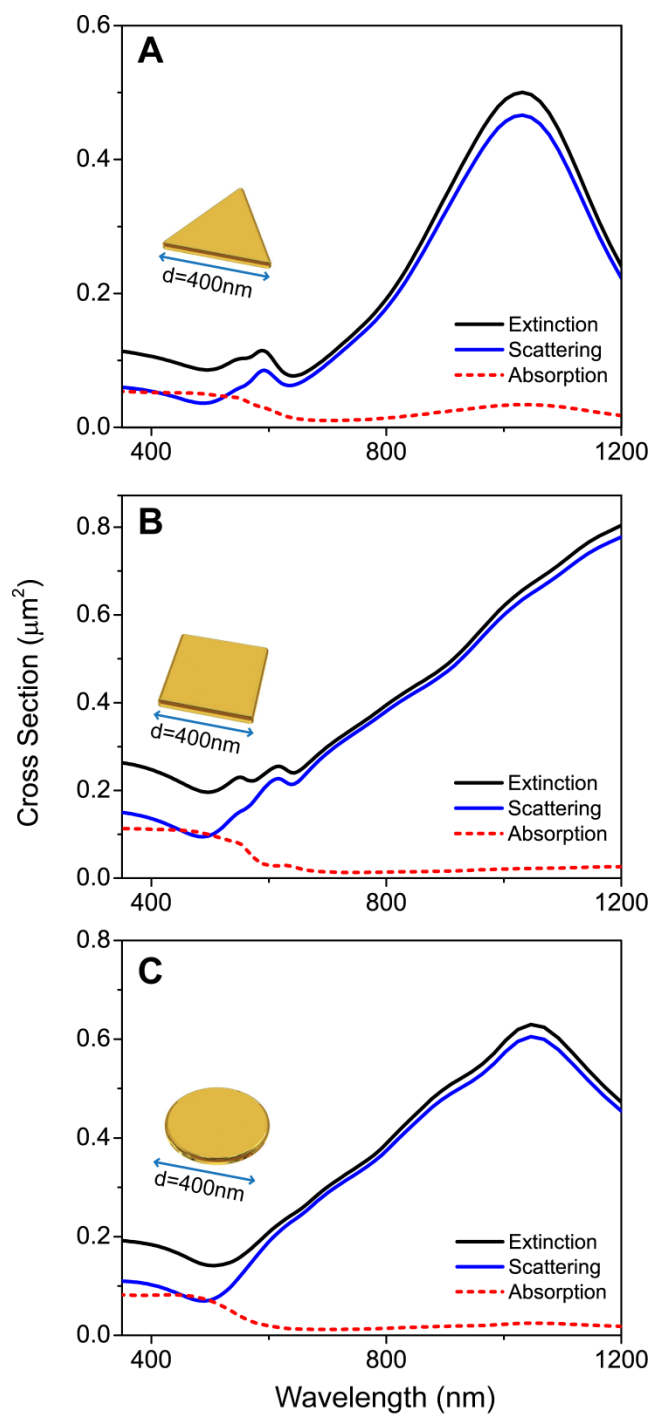 Cross Section (μm²)
A
0.6
0.4
0.2
0.0
d=400nm
Extinction
Scattering
Absorption
400
800
1200
B
0.8
0.6
0.4
0.2
0.0
d=400nm
Extinction
Scattering
Absorption
400
800
1200
C
0.8
0.6
0.4
0.2
0.0
d=400nm
Extinction
Scattering
Absorption
400
800
1200
Wavelength (nm)